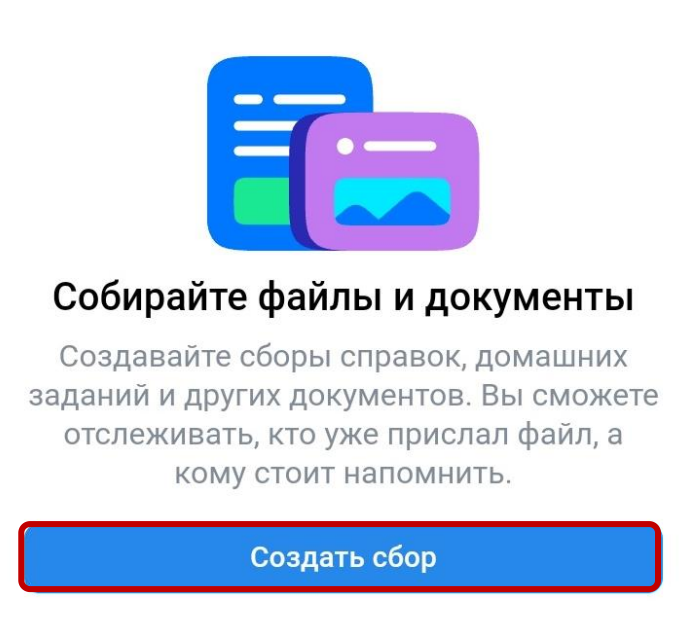 Собирайте файлы и документы
Создавайте сборы справок, домашних
заданий и других документов. Вы сможете
отслеживать, кто уже прислал файл, а
кому стоит напомнить.
Создать сбор